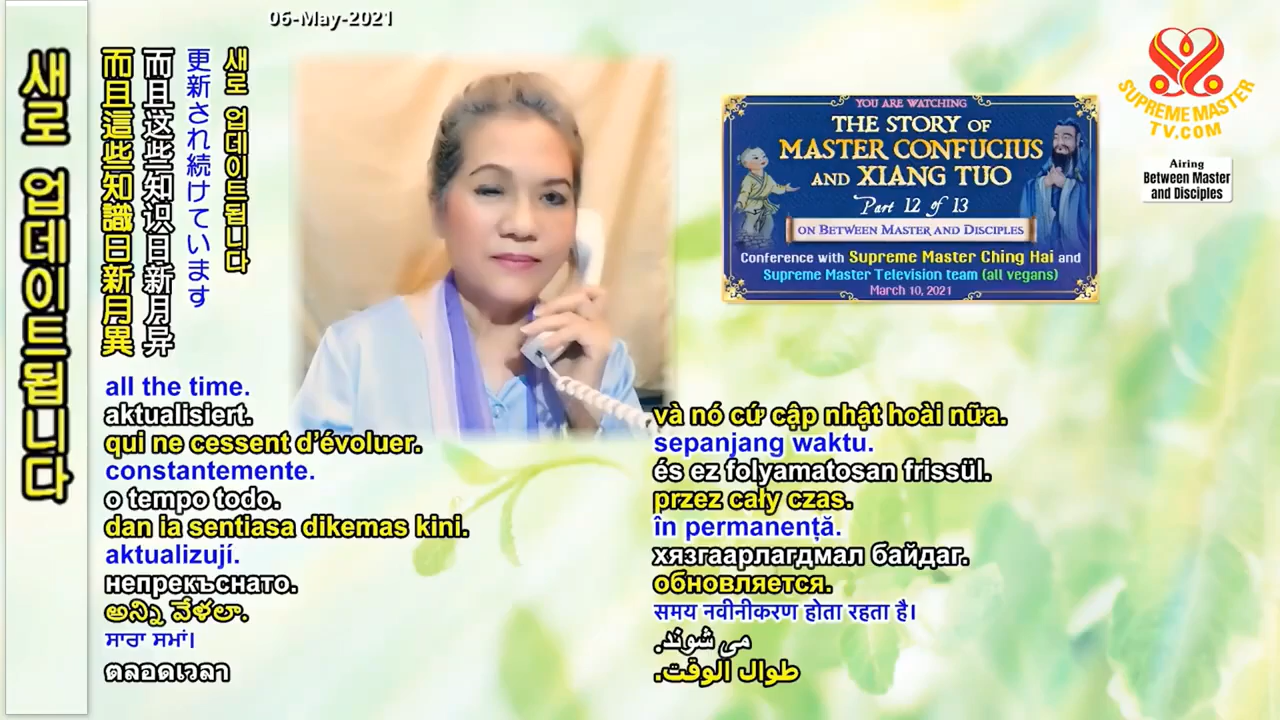 06-May-2021
새로 업데이트됩니다
而且這些知識日新月異
而且这些知识日新月异
更新され続けています
새로 업데이트됩니다
all the time.
aktualisiert.
qui ne cessent d’évoluer.
constantemente.
o tempo todo.
dan ia sentiasa dikemas kini.
aktualizují.
непрекъснато.
అన్ని వేళలా.
ਸਾਰਾ ਸਮਾਂ।
ตลอดเวลา
và nó cứ cập nhật hoài nữa.
sepanjang waktu.
és ez folyamatosan frissül.
przez cały czas.
în permanență.
хязгаарлагдмал байдаг.
обновляется.
समय नवीनीकरण होता रहता है।
می شوند.
طوال الوقت.
YOU ARE WATCHING
THE STORY OF
MASTER CONFUCIUS
AND XIANG TUO
Part 12 of 13
ON BETWEEN MASTER AND DISCIPLES
Conference with Supreme Master Ching Hai and
Supreme Master Television team (all vegans)
March 10, 2021
SUPREME MASTER
TV.COM
Airing
Between Master
and Disciples